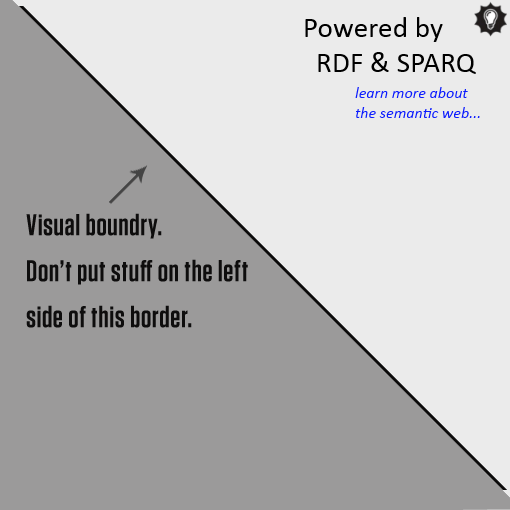 Powered by
RDF & SPARQ
learn more about
the semantic web...
Visual boundry.
Don't put stuff on the left
side of this border.